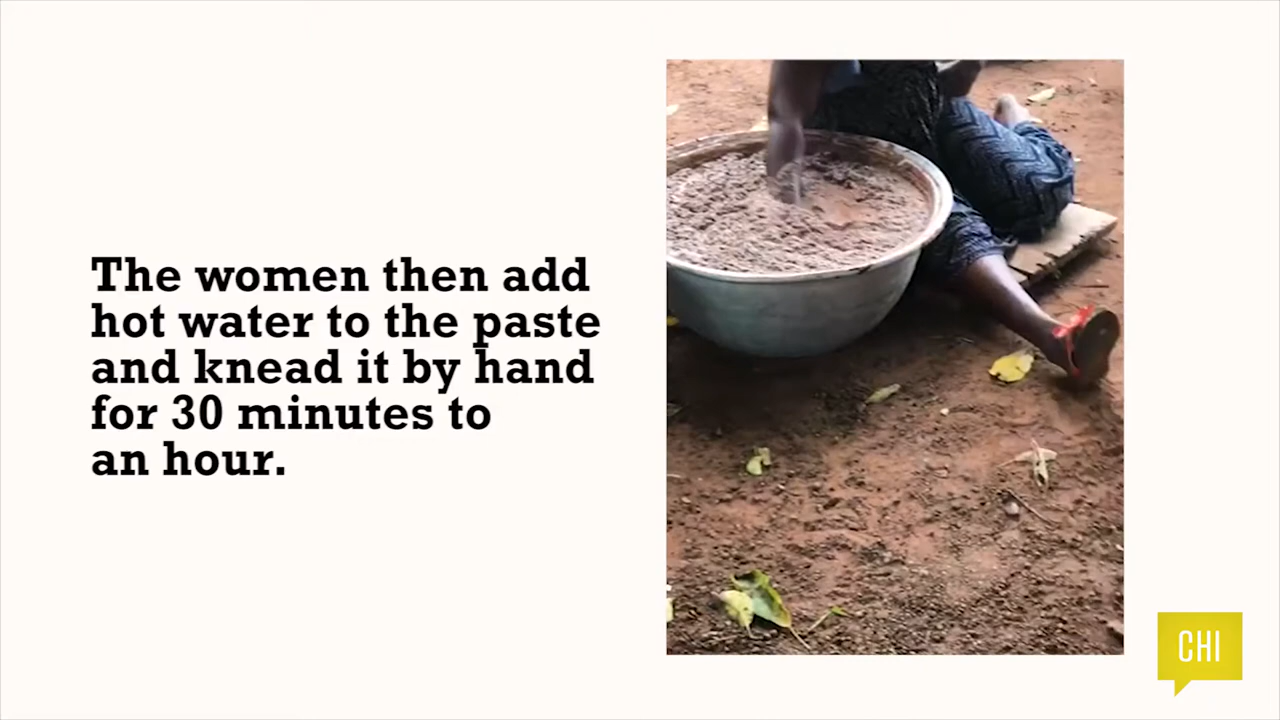 The women then add
hot water to the paste
and knead it by hand
for 30 minutes to
an hour.
CHI